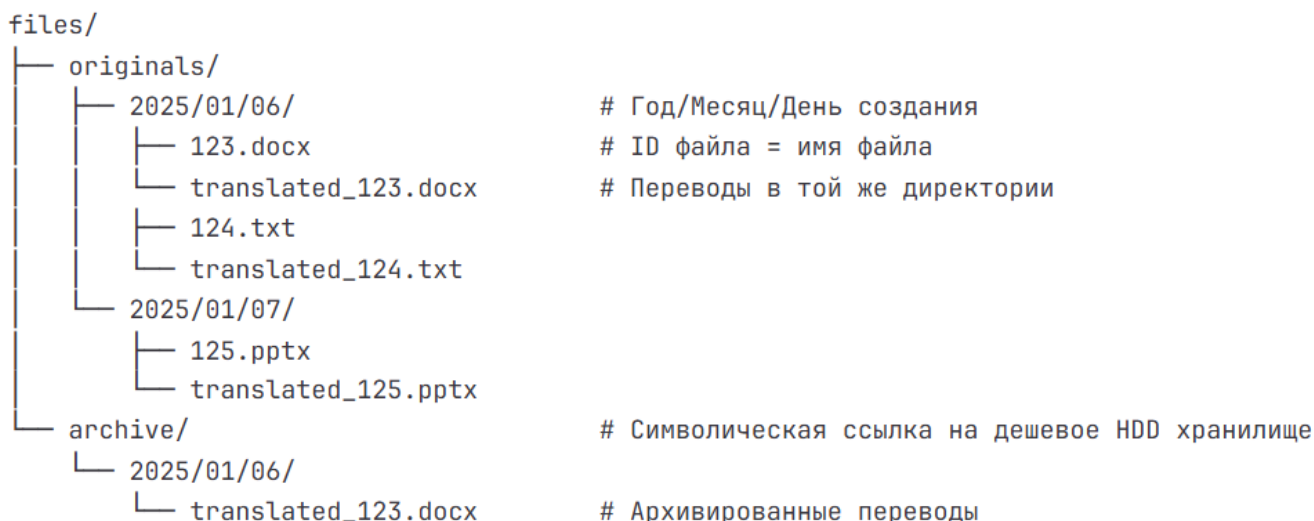 files/
├── originals/
│   ├── 2025/01/06/                    # Год/Месяц/День создания
│   │   ├── 123.docx                   # ID файла = имя файла
│   │   └── translated_123.docx        # Переводы в той же директории
│   │   ├── 124.txt
│   │   └── translated_124.txt
│   └── 2025/01/07/
│       ├── 125.pptx
│       └── translated_125.pptx
└── archive/                           # Символическая ссылка на дешевое HDD хранилище
    └── 2025/01/06/
        └── translated_123.docx        # Архивированные переводы